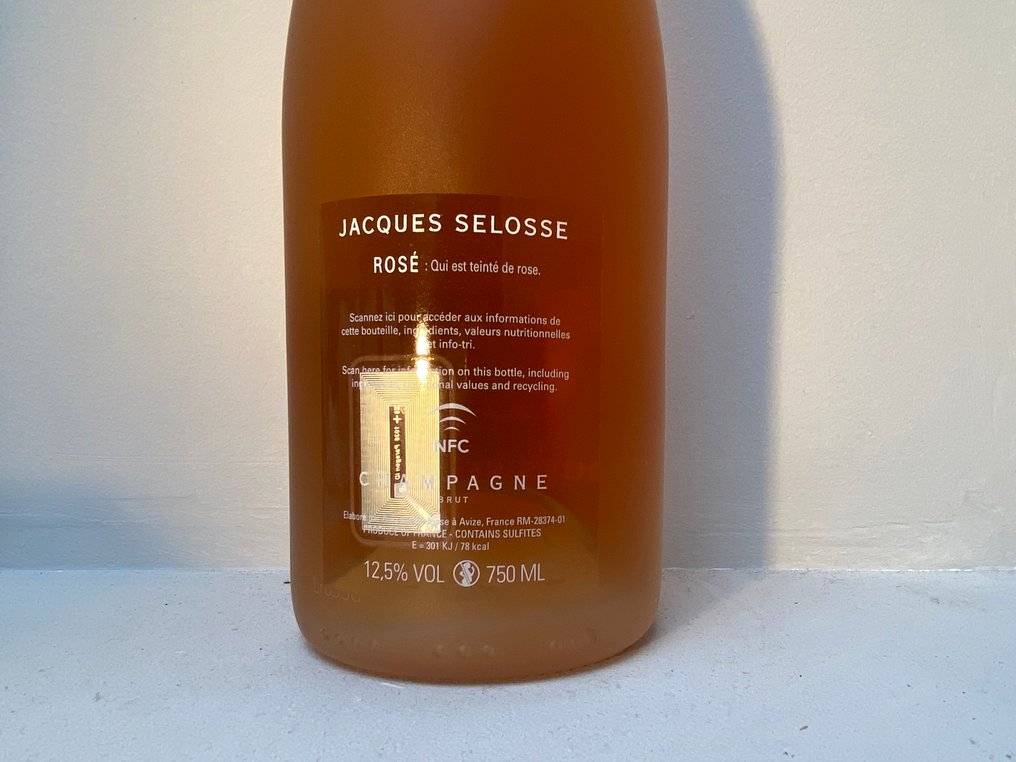 JACQUES SELOSSE
ROSÉ : Qui est teinté de rose.
Scannez ici pour accéder aux informations de
cette bouteille, ingrédients, valeurs nutritionnelles
et info-tri.
Scan here for information on this bottle, including
values and recycling.
NFC
CHAMPAGNE
BRUT
à Avize, France RM-28374-01
PRODUCE OF FRANCE - CONTAINS SULFITES
E = 301 KJ / 78 kcal
12,5% VOL 750 ML